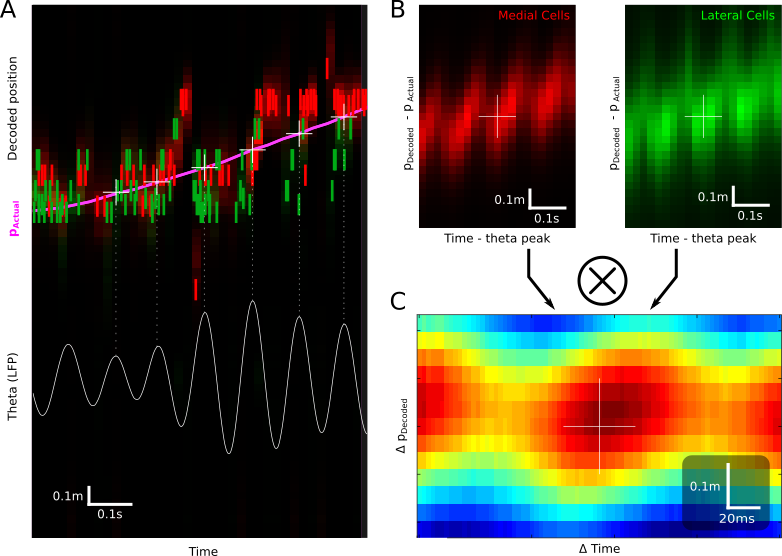 A
Decoded position
pActual
Theta (LFP)
0.1m
0.1s
Time
B
Medial Cells
pDecoded - pActual
0.1m
0.1s
Time - theta peak
Lateral Cells
pDecoded - pActual
0.1m
0.1s
Time - theta peak
C
Δ pDecoded
0.1m
20ms
Δ Time